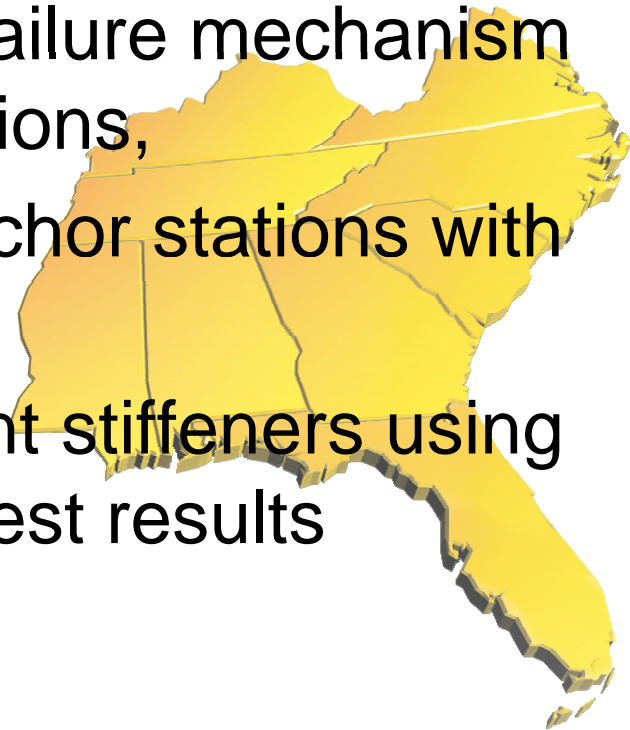 ailure mechanism
ions,
chor stations with
nt stiffeners using
est results